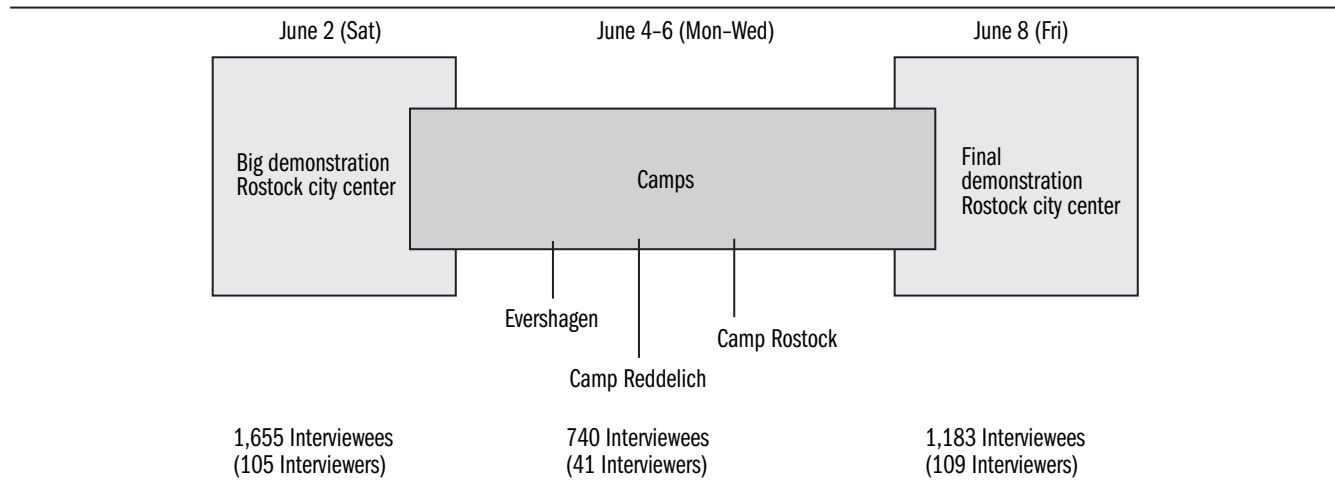 June 2 (Sat)
June 4–6 (Mon–Wed)
June 8 (Fri)
Big demonstration
Rostock city center
Camps
Final
demonstration
Rostock city center
Evershagen
Camp Rostock
Camp Reddelich
1,655 Interviewees
(105 Interviewers)
740 Interviewees
(41 Interviewers)
1,183 Interviewees
(109 Interviewers)